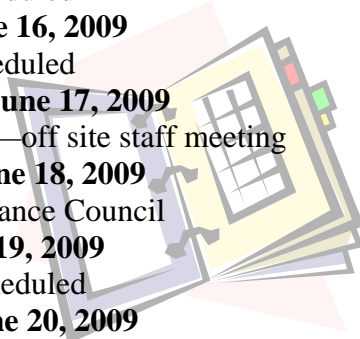 e 16, 2009
eduled
une 17, 2009
—off site staff meeting
ne 18, 2009
ance Council
19, 2009
eduled
ne 20, 2009